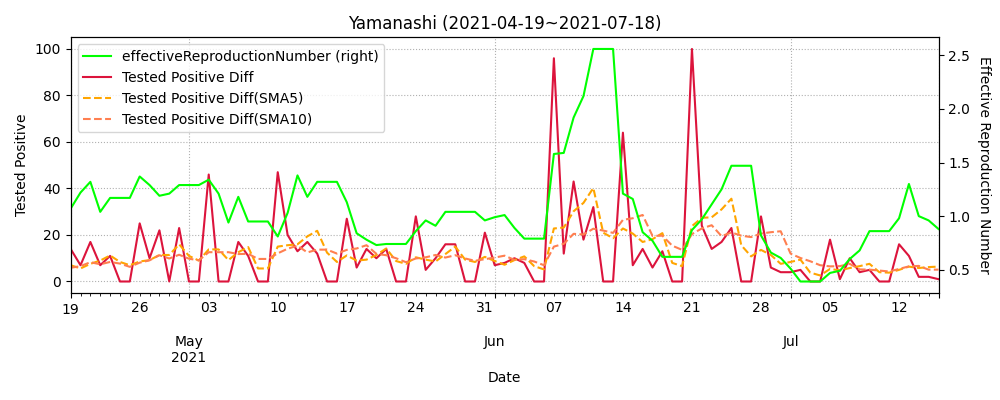 Yamanashi (2021-04-19~2021-07-18)
effectiveReproductionNumber (right)
Tested Positive Diff
Tested Positive Diff(SMA5)
Tested Positive Diff(SMA10)
Tested Positive
100
80
60
40
20
0
2.5
2.0
1.5
1.0
0.5
Effective Reproduction Number
19 26 03 10 17 24 31 07 14 21 28 05 12
May Jun Jul
2021
Date